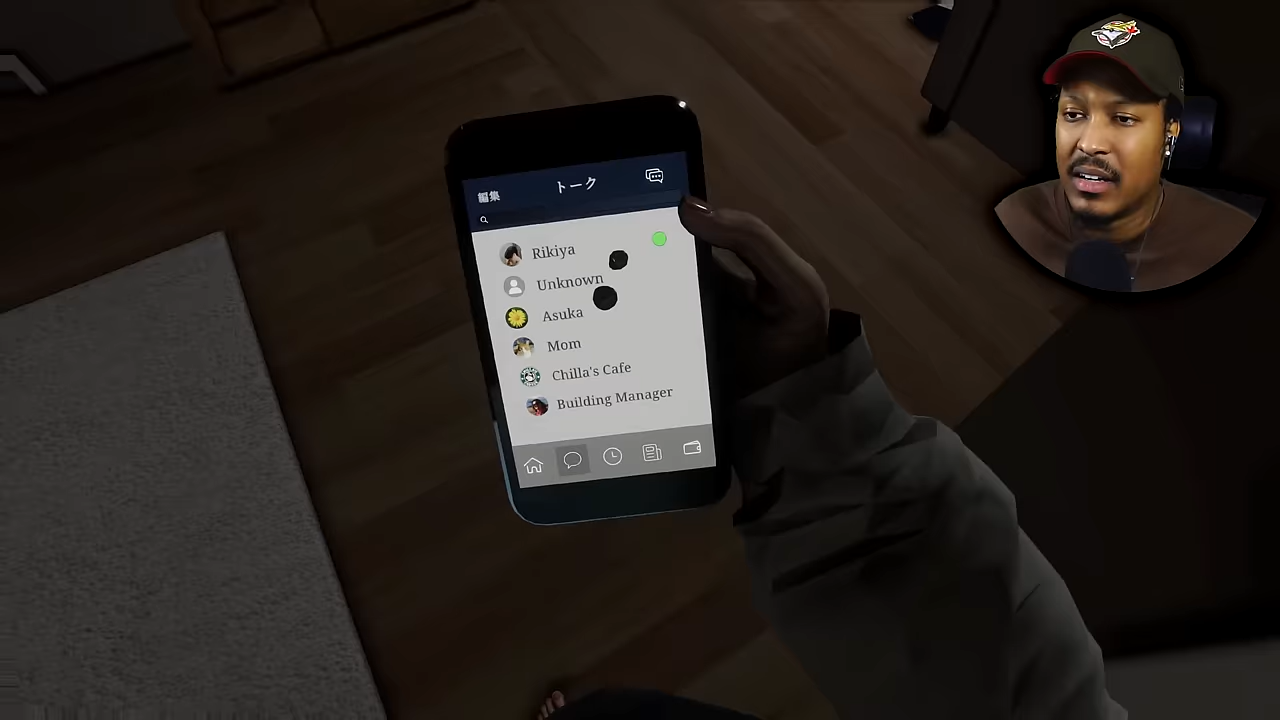 編集
トーク
Rikiya
Unknown
Asuka
Mom
Chilla's Cafe
Building Manager